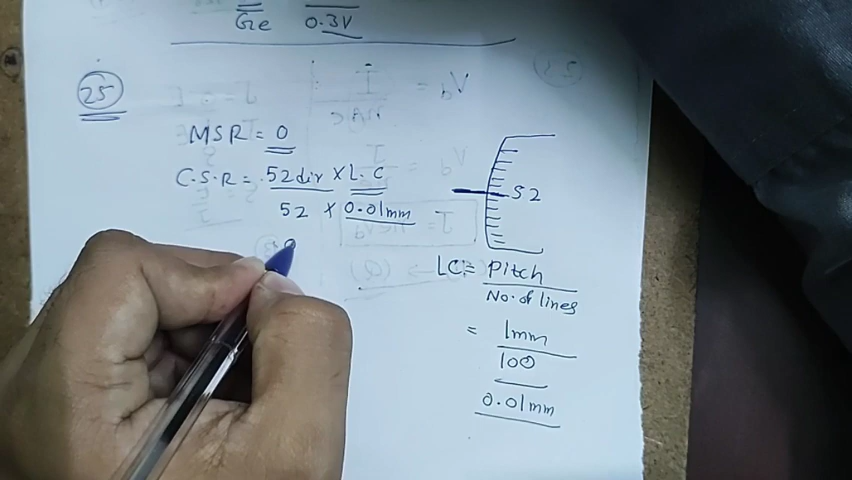 Ge 0.3V
25
MSR = 0
C.S.R = 52div X L.C
52 X 0.01mm
52
LC = Pitch
No. of lines
= 1mm
100
0.01mm